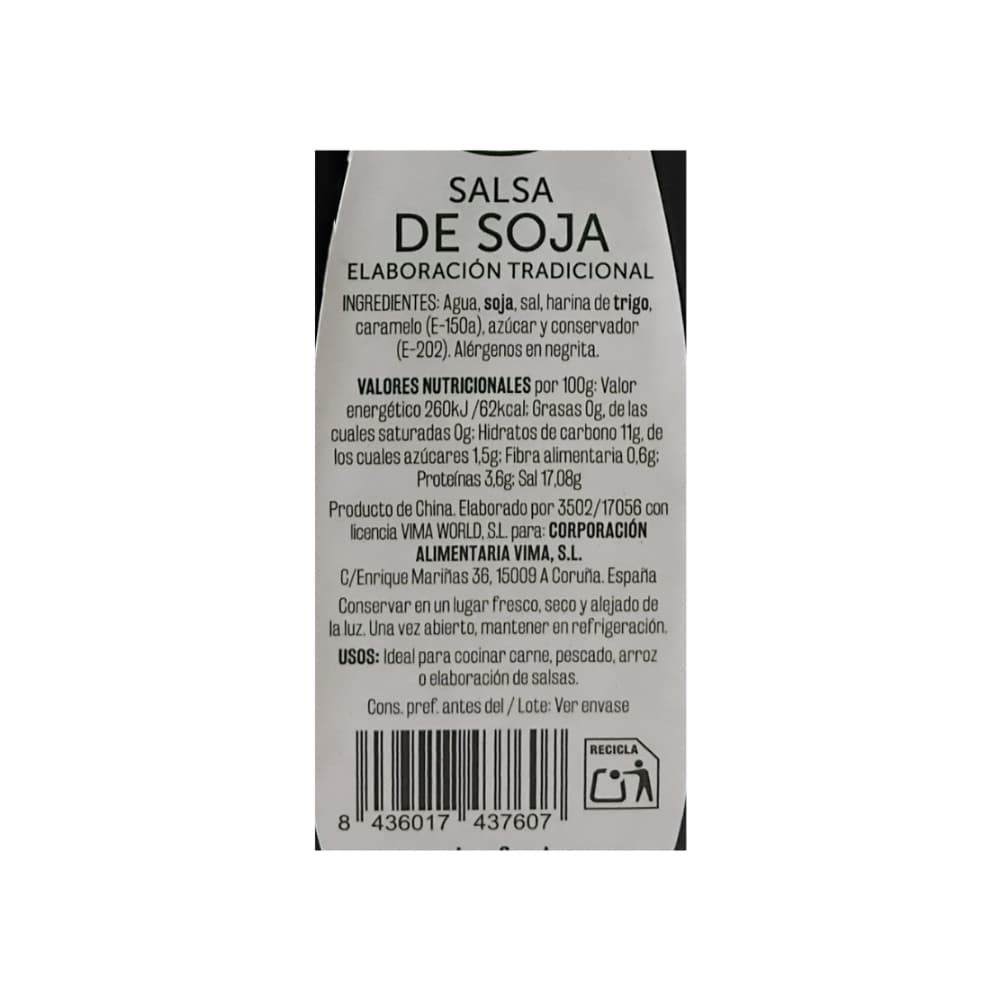 SALSA
DE SOJA
ELABORACIÓN TRADICIONAL
INGREDIENTES: Agua, soja, sal, harina de trigo,
caramelo (E-150a), azúcar y conservador
(E-202). Alérgenos en negrita.
VALORES NUTRICIONALES por 100g: Valor
energético 260kJ /62kcal; Grasas 0g, de las
cuales saturadas 0g; Hidratos de carbono 11g, de
los cuales azúcares 1,5g; Fibra alimentaria 0,6g;
Proteínas 3,6g; Sal 17,08g
Producto de China. Elaborado por 3502/17056 con
licencia VIMA WORLD, S.L. para: CORPORACIÓN
ALIMENTARIA VIMA, S.L.
C/Enrique Mariñas 36, 15009 A Coruña. España
Conservar en un lugar fresco, seco y alejado de
la luz. Una vez abierto, mantener en refrigeración.
USOS: Ideal para cocinar carne, pescado, arroz
o elaboración de salsas.
Cons. pref. antes del / Lote: Ver envase
RECICLA
8 436017 437607